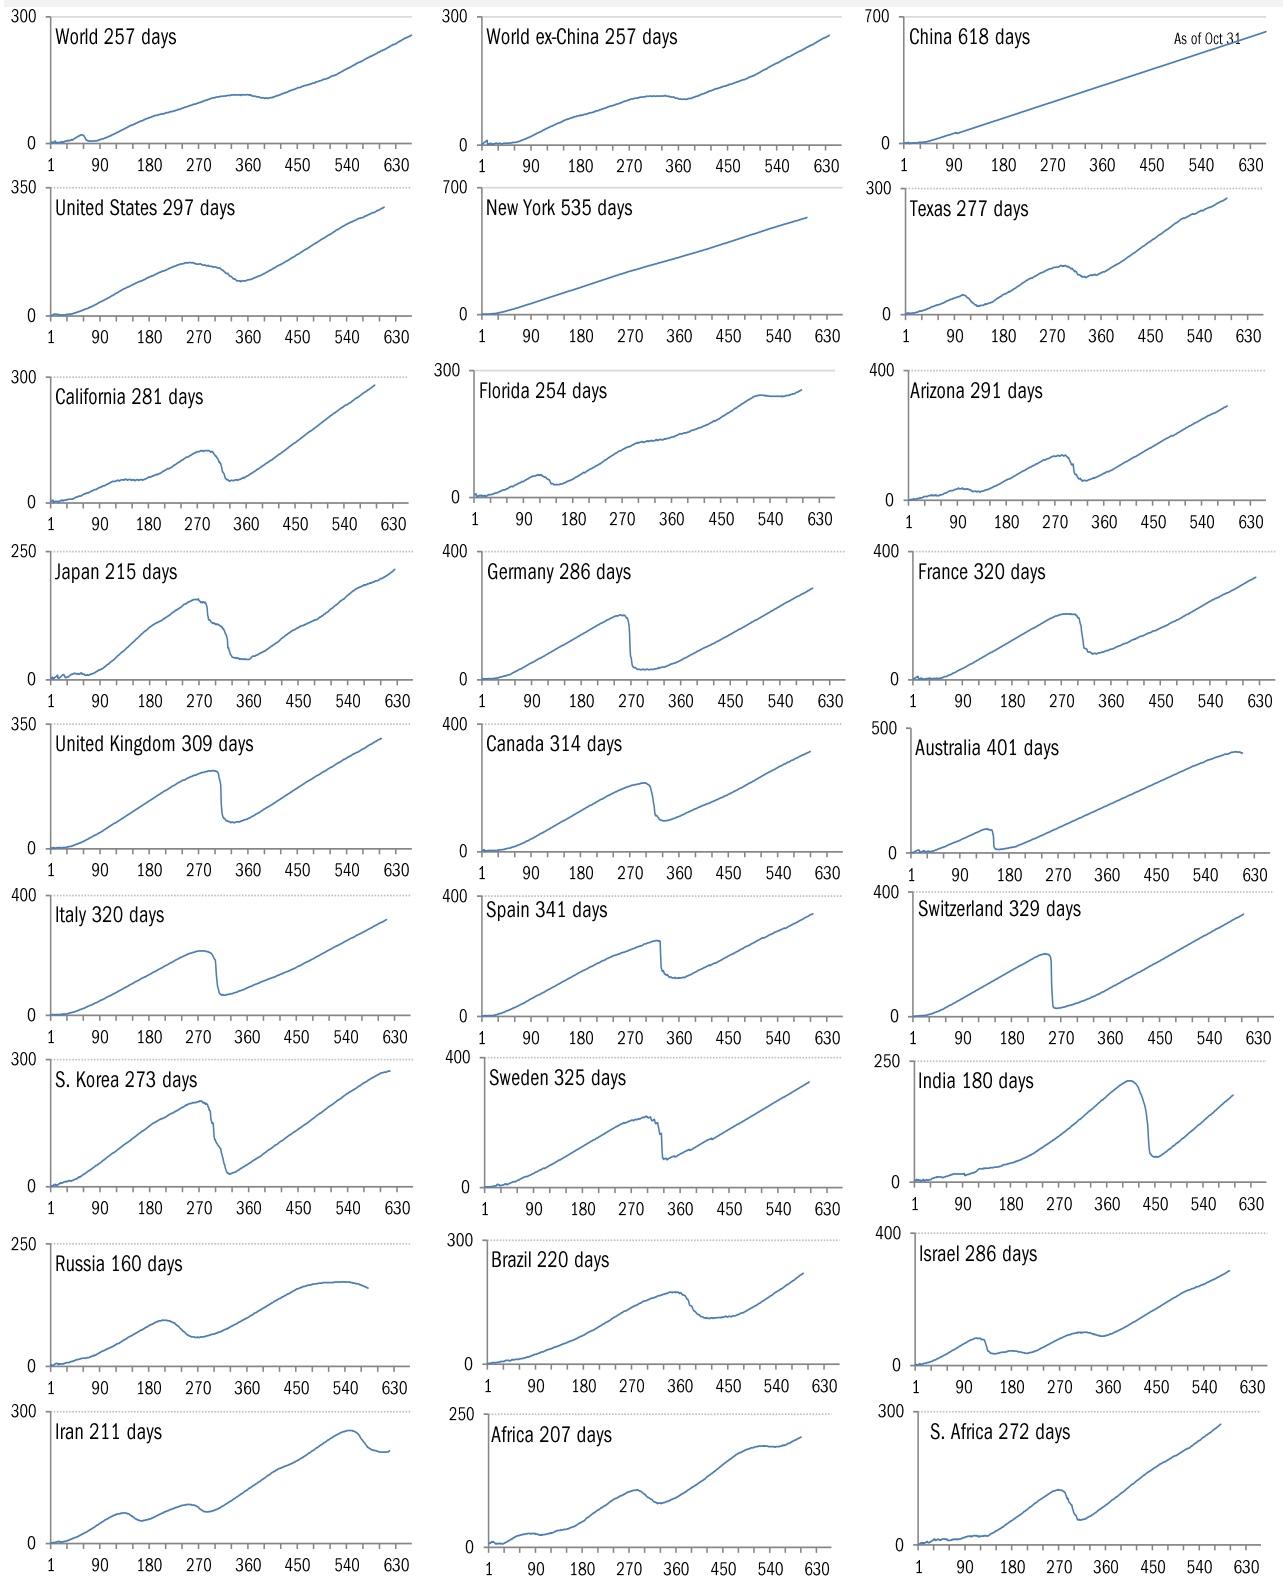 300
World 257 days
0
1 90 180 270 360 450 540 630
300
World ex-China 257 days
0
1 90 180 270 360 450 540 630
700
China 618 days
As of Oct 31
0
1 90 180 270 360 450 540 630
350
United States 297 days
0
1 90 180 270 360 450 540 630
700
New York 535 days
0
1 90 180 270 360 450 540 630
300
Texas 277 days
0
1 90 180 270 360 450 540 630
300
California 281 days
0
1 90 180 270 360 450 540 630
300
Florida 254 days
0
1 90 180 270 360 450 540 630
400
Arizona 291 days
0
1 90 180 270 360 450 540 630
250
Japan 215 days
0
1 90 180 270 360 450 540 630
400
Germany 286 days
0
1 90 180 270 360 450 540 630
400
France 320 days
0
1 90 180 270 360 450 540 630
350
United Kingdom 309 days
0
1 90 180 270 360 450 540 630
400
Canada 314 days
0
1 90 180 270 360 450 540 630
500
Australia 401 days
0
1 90 180 270 360 450 540 630
400
Italy 320 days
0
1 90 180 270 360 450 540 630
400
Spain 341 days
0
1 90 180 270 360 450 540 630
400
Switzerland 329 days
0
1 90 180 270 360 450 540 630
300
S. Korea 273 days
0
1 90 180 270 360 450 540 630
400
Sweden 325 days
0
1 90 180 270 360 450 540 630
250
India 180 days
0
1 90 180 270 360 450 540 630
250
Russia 160 days
0
1 90 180 270 360 450 540 630
300
Brazil 220 days
0
1 90 180 270 360 450 540 630
400
Israel 286 days
0
1 90 180 270 360 450 540 630
300
Iran 211 days
0
1 90 180 270 360 450 540 630
250
Africa 207 days
0
1 90 180 270 360 450 540 630
300
S. Africa 272 days
0
1 90 180 270 360 450 540 630